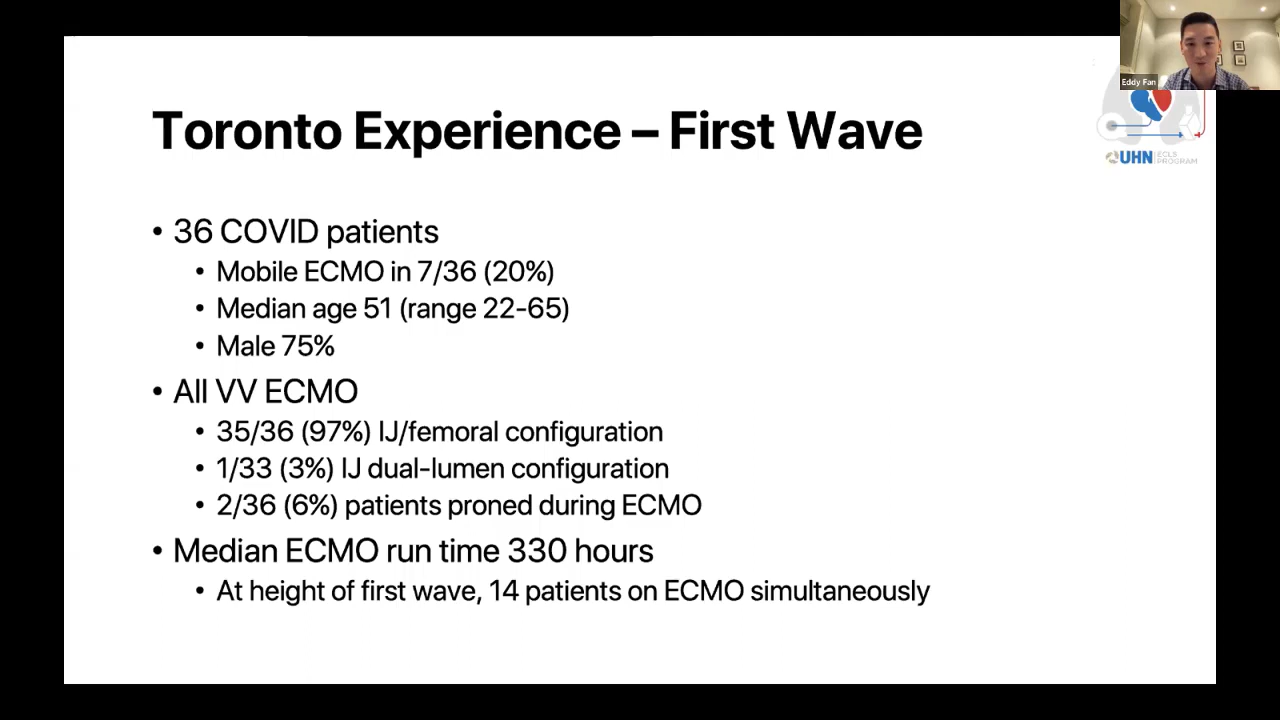 Eddy Fan
UHN ECLS PROGRAM
Toronto Experience – First Wave
• 36 COVID patients
• Mobile ECMO in 7/36 (20%)
• Median age 51 (range 22-65)
• Male 75%
• All VV ECMO
• 35/36 (97%) IJ/femoral configuration
• 1/33 (3%) IJ dual-lumen configuration
• 2/36 (6%) patients proned during ECMO
• Median ECMO run time 330 hours
• At height of first wave, 14 patients on ECMO simultaneously